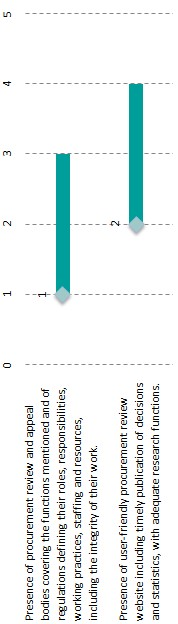 Presence of procurement review and appeal
bodies covering the functions mentioned and of
regulations defining their roles, responsibilities,
working practices, staffing and resources,
including the integrity of their work.
1
Presence of user-friendly procurement review
website including timely publication of decisions
and statistics, with adequate research functions.
2
0
1
2
3
4
5